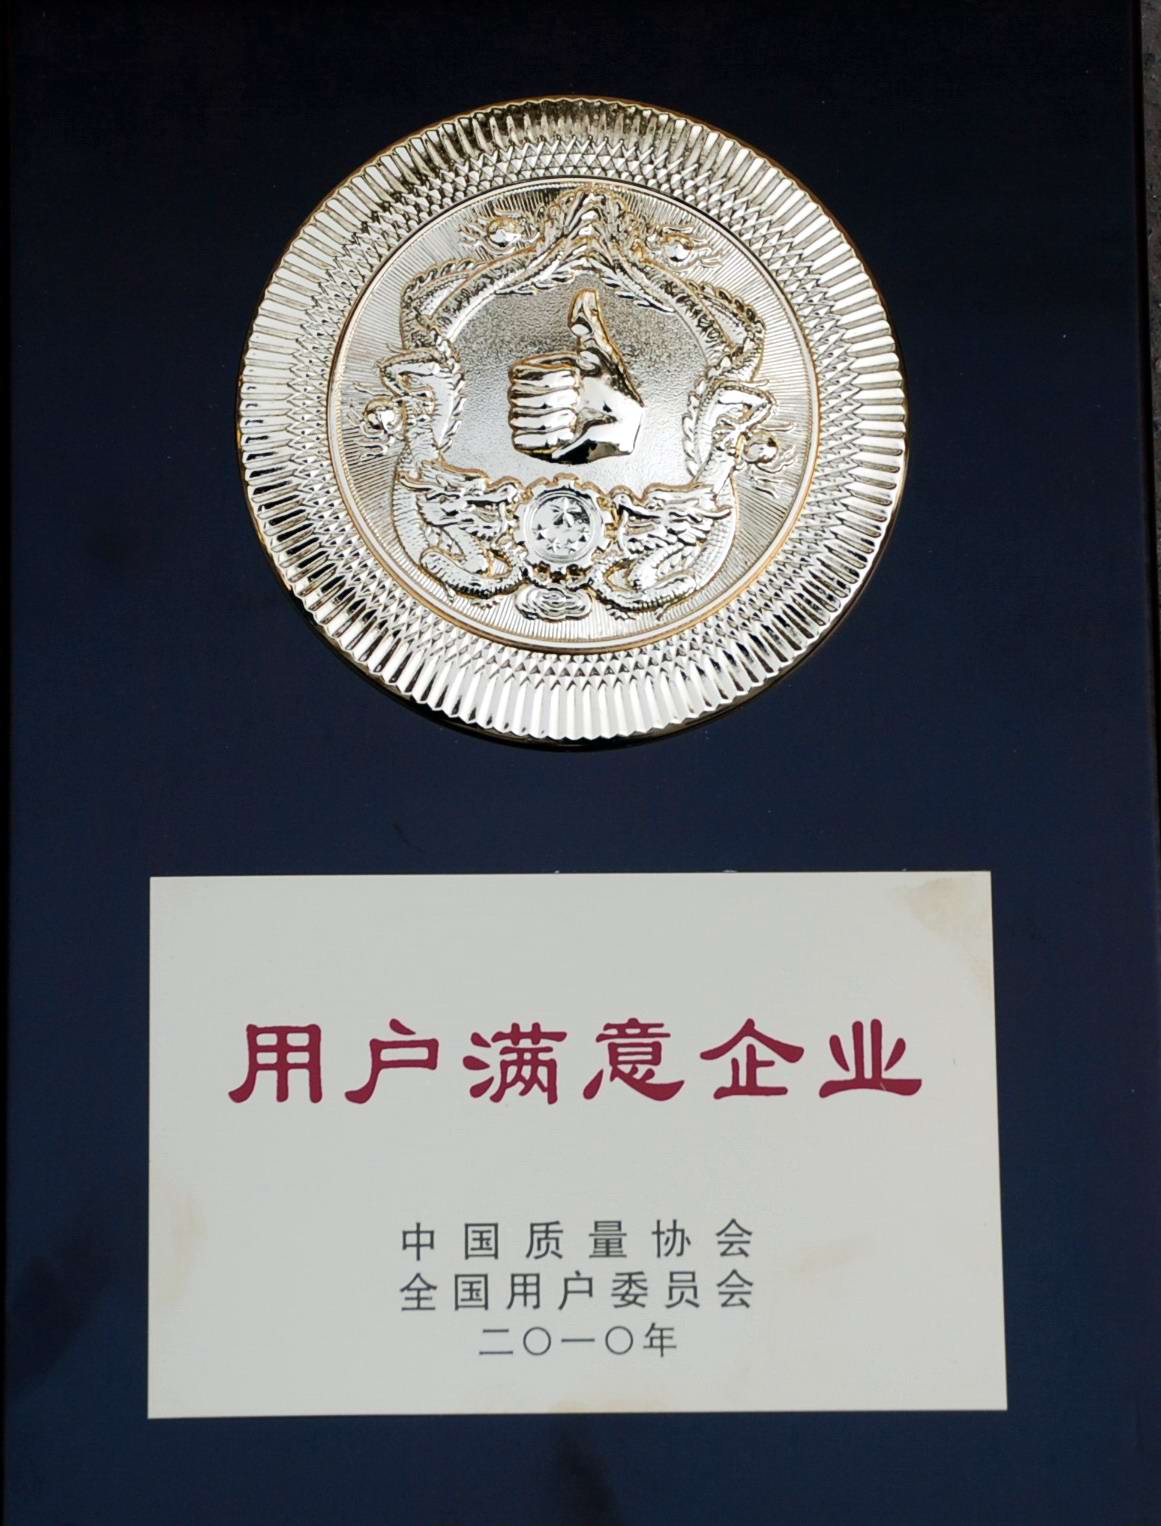 用户满意企业
中国质量协会
全国用户委员会
二〇一〇年